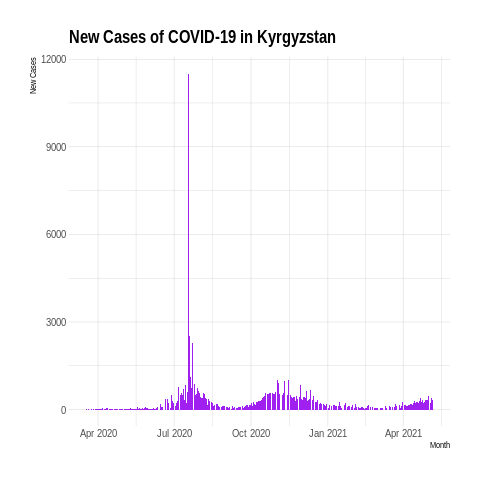 New Cases of COVID-19 in Kyrgyzstan
New Cases
12000
9000
6000
3000
0
Apr 2020
Jul 2020
Oct 2020
Jan 2021
Apr 2021
Month